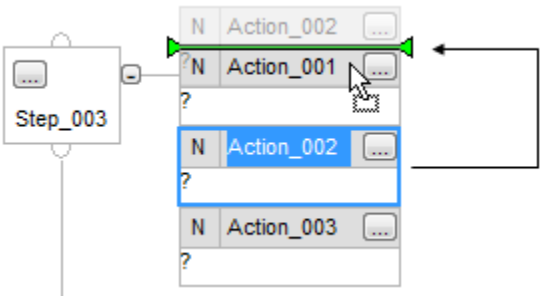 N Action_002 ...
?N Action_001 ...
... -
Step_003
?
N Action_002 ...
?
N Action_003 ...
?